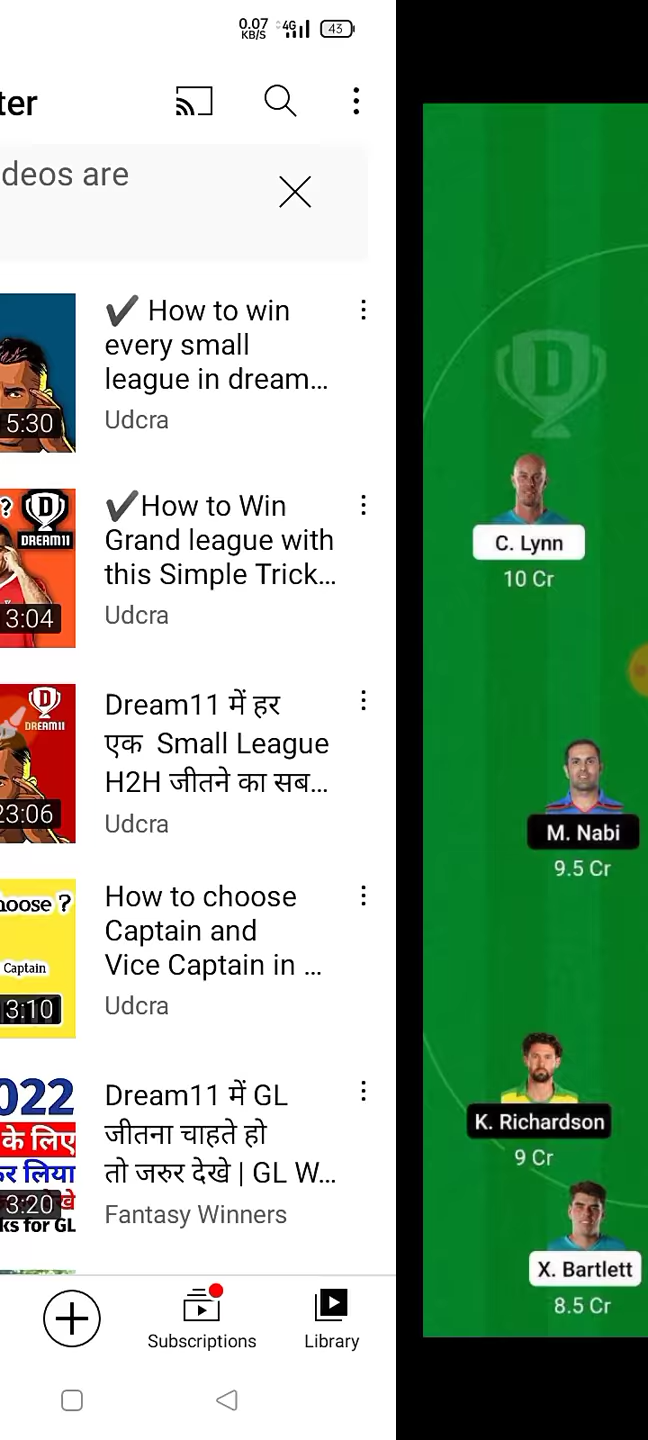 0.07
KB/S
4G
43
ter
deos are
5:30
✔ How to win
every small
league in dream...
Udcra
?
D
DREAM11
3:04
✔How to Win
Grand league with
this Simple Trick...
Udcra
D
DREAM11
23:06
Dream11 में हर
एक Small League
H2H जीतने का सब...
Udcra
hoose ?
Captain
3:10
How to choose
Captain and
Vice Captain in ...
Udcra
022
के लिए
कर लिया
3:20
ks for GL
Dream11 में GL
जीतना चाहते हो
तो जरुर देखे | GL W...
Fantasy Winners
Subscriptions
Library
D
C. Lynn
10 Cr
M. Nabi
9.5 Cr
K. Richardson
9 Cr
X. Bartlett
8.5 Cr